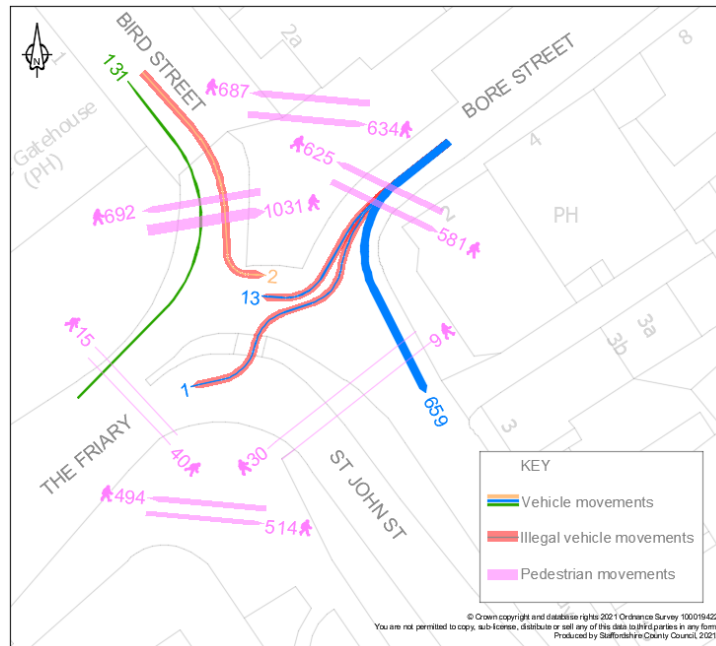 N
1
2a
8
BIRD STREET
BORE STREET
131
687
634
625
4
Gatehouse
(PH)
692
1031
2
PH
581
2
13
15
9
3a
3b
1
659
3
THE FRIARY
40
30
ST JOHN ST
494
514
KEY
Vehicle movements
Illegal vehicle movements
Pedestrian movements
© Crown copyright and database rights 2021 Ordnance Survey 100019422
You are not permitted to copy, sub-license, distribute or sell any of this data to third parties in any form
Produced by Staffordshire County Council, 2021